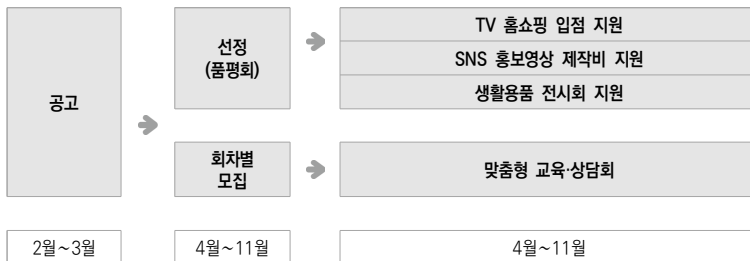 공고
선정
(품평회)
TV 홈쇼핑 입점 지원
SNS 홍보영상 제작비 지원
생활용품 전시회 지원
회차별
모집
맞춤형 교육·상담회
2월~3월
4월~11월
4월~11월